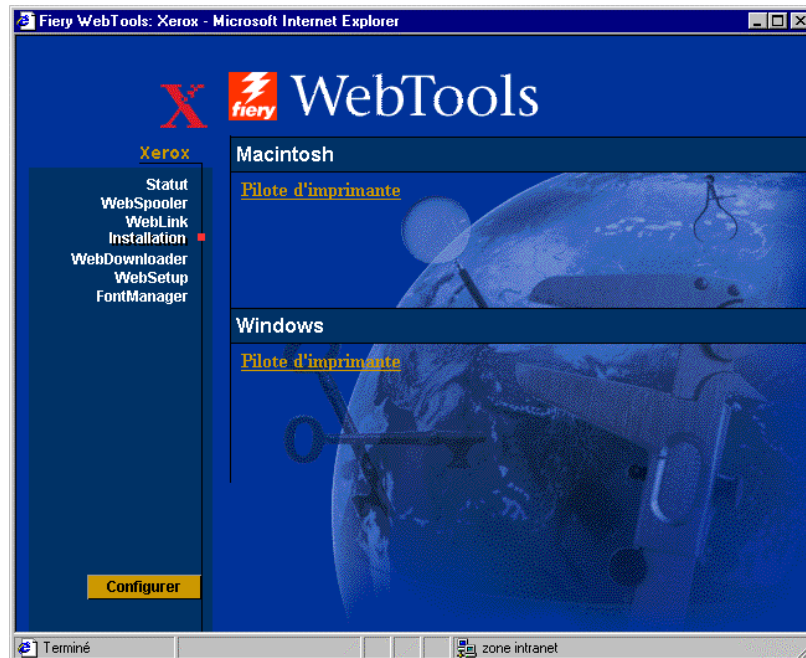 Fiery WebTools: Xerox - Microsoft Internet Explorer
X fiery WebTools
Xerox
Statut
WebSpooler
WebLink
Installation
WebDownloader
WebSetup
FontManager
Configurer
Macintosh
Pilote d'imprimante
Windows
Pilote d'imprimante
Terminé
zone intranet